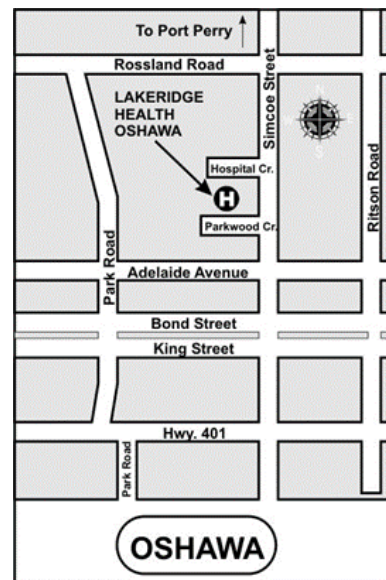 To Port Perry
Rossland Road
LAKERIDGE
HEALTH
OSHAWA
Simcoe Street
N
W
E
S
Hospital Cr.
H
Parkwood Cr.
Ritson Road
Park Road
Adelaide Avenue
Bond Street
King Street
Hwy. 401
Park Road
OSHAWA